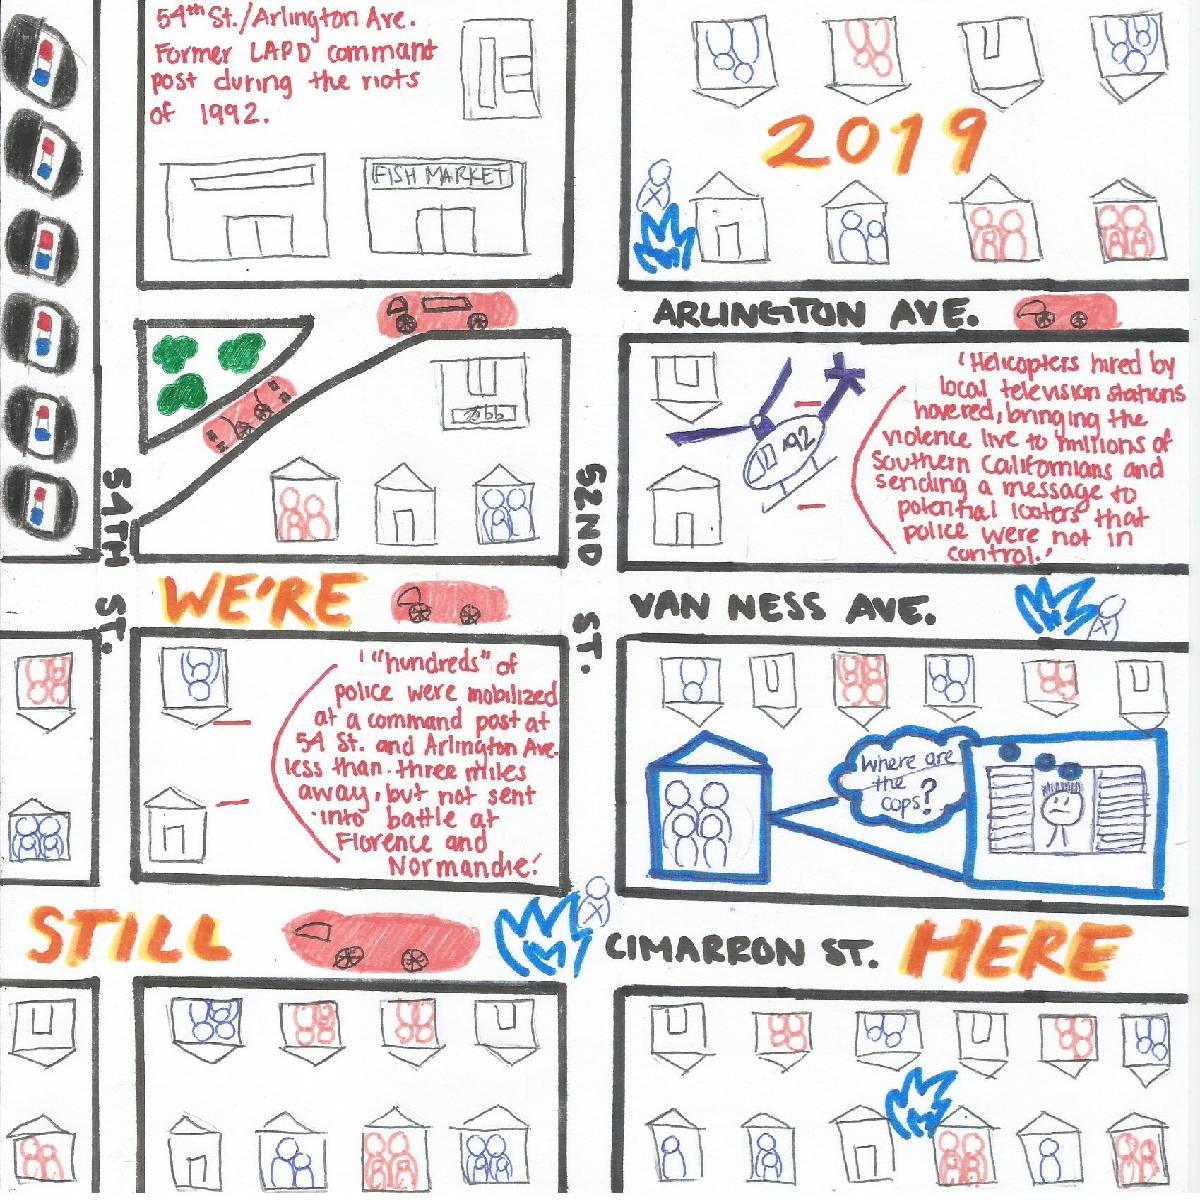 54th St./Arlington Ave.
Former LAPD command
post during the riots
of 1992.
FISH MARKET
2019
ARLINGTON AVE.
'Helicopters hired by
local television stations
hovered, bringing the
violence live to millions of
Southern Californians and
sending a message to
potential looters that
police were not in
control.'
'92
54TH ST.
52ND ST.
WE'RE
VAN NESS AVE.
'"hundreds" of
police were mobilized
at a command post at
54 St. and Arlington Ave.
less than three miles
away, but not sent
into battle at
Florence and
Normandie.'
Where are
the
cops?
STILL
CIMARRON ST.
HERE